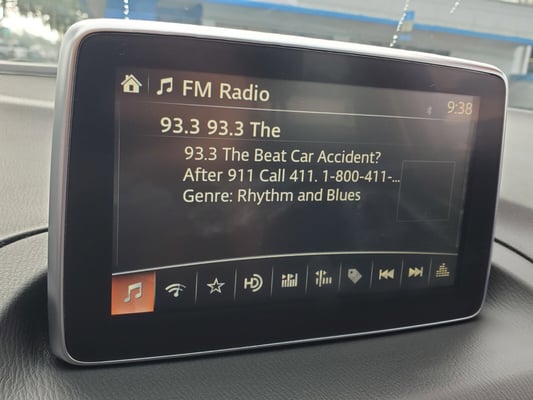 FM Radio
9:38
93.3 93.3 The
93.3 The Beat Car Accident?
After 911 Call 411. 1-800-411-...
Genre: Rhythm and Blues
HD